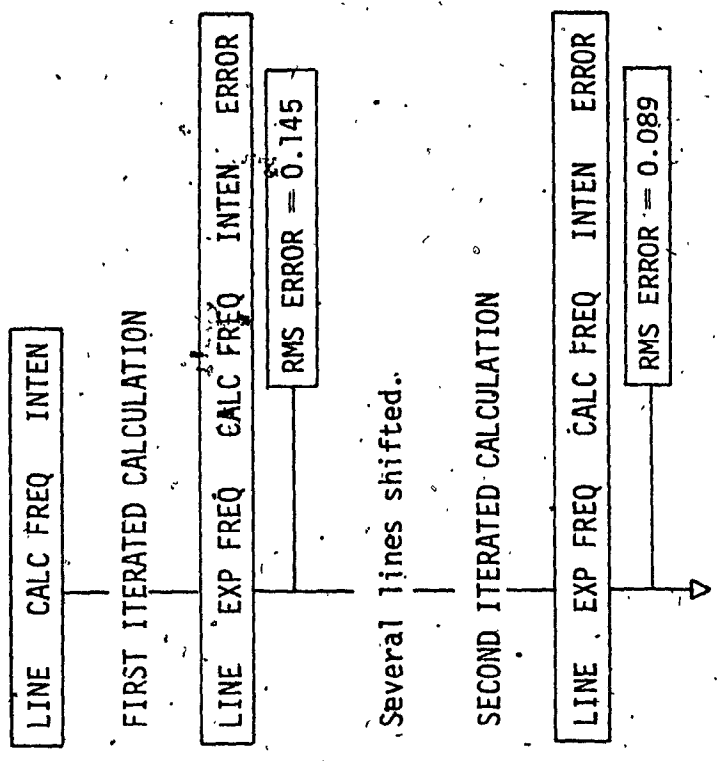 LINE CALC FREQ INTEN
FIRST ITERATED CALCULATION
LINE EXP FREQ CALC FREQ INTEN ERROR
RMS ERROR = 0.145
Several lines shifted.
SECOND ITERATED CALCULATION
LINE EXP FREQ CALC FREQ INTEN ERROR
RMS ERROR = 0.089